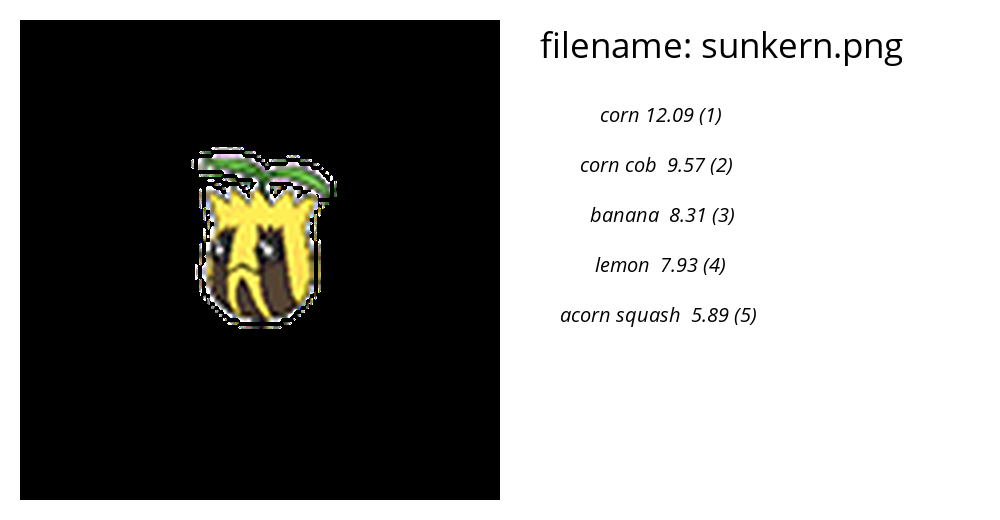 filename: sunkern.png
corn 12.09 (1)
corn cob  9.57 (2)
banana  8.31 (3)
lemon  7.93 (4)
acorn squash  5.89 (5)